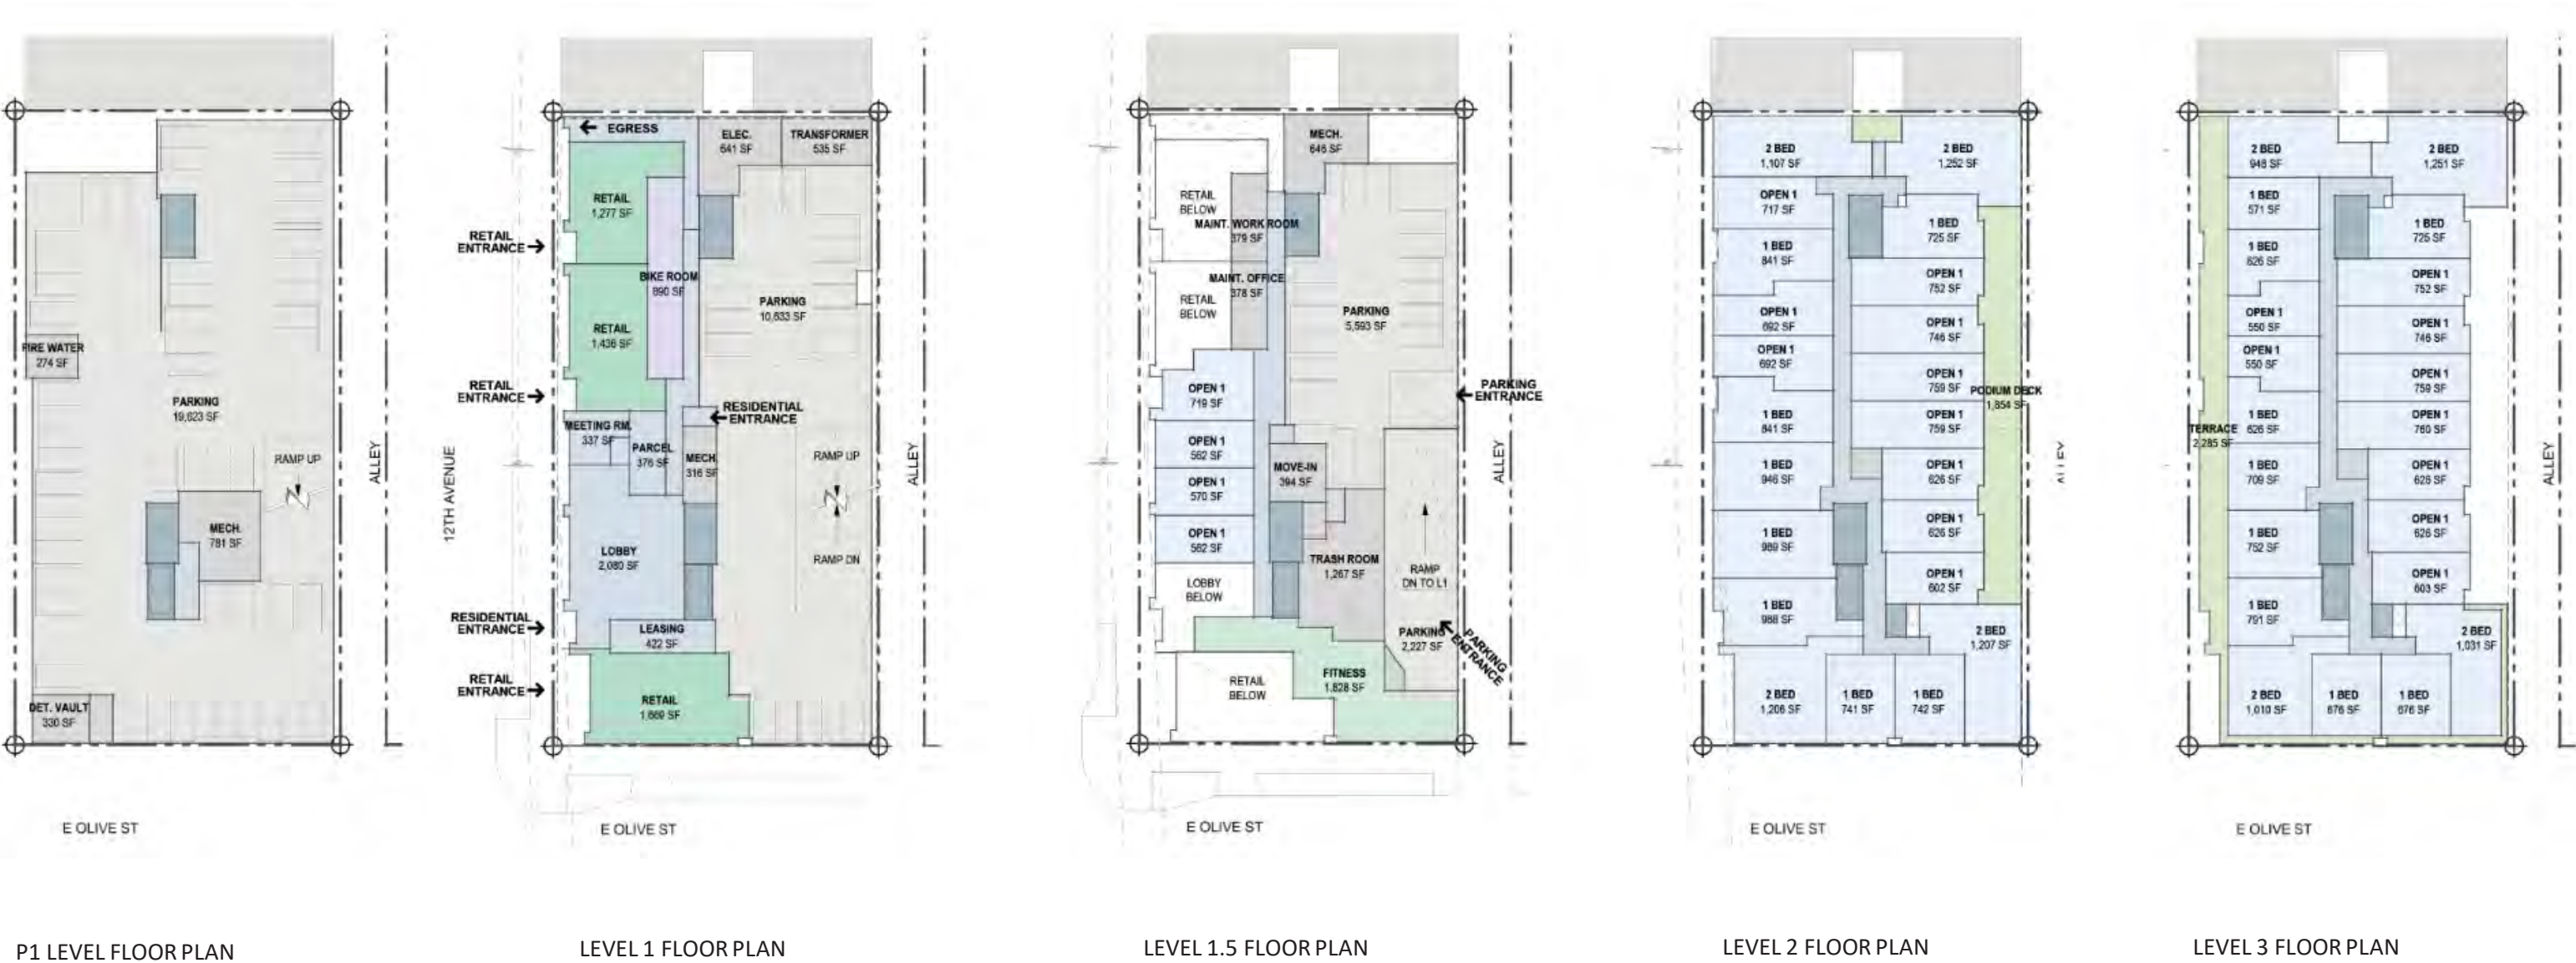 ALLEY
FIRE WATER
274 SF
PARKING
19,623 SF
RAMP UP
MECH.
781 SF
DET. VAULT
330 SF
E OLIVE ST
P1 LEVEL FLOOR PLAN
12TH AVENUE
EGRESS
ELEC.
541 SF
TRANSFORMER
535 SF
RETAIL
1,277 SF
RETAIL
ENTRANCE
BIKE ROOM
890 SF
PARKING
10,633 SF
RETAIL
1,436 SF
RETAIL
ENTRANCE
RESIDENTIAL
ENTRANCE
MEETING RM.
337 SF
PARCEL
376 SF
MECH.
316 SF
RAMP UP
ALLEY
LOBBY
2,080 SF
RAMP DN
RESIDENTIAL
ENTRANCE
LEASING
422 SF
RETAIL
ENTRANCE
RETAIL
1,669 SF
E OLIVE ST
LEVEL 1 FLOOR PLAN
MECH.
646 SF
RETAIL
BELOW
MAINT. WORK ROOM
379 SF
MAINT. OFFICE
378 SF
RETAIL
BELOW
PARKING
5,593 SF
OPEN 1
719 SF
PARKING
ENTRANCE
OPEN 1
562 SF
MOVE-IN
394 SF
ALLEY
OPEN 1
570 SF
OPEN 1
562 SF
TRASH ROOM
1,267 SF
RAMP
DN TO L1
LOBBY
BELOW
PARKING
2,227 SF
PARKING
ENTRANCE
RETAIL
BELOW
FITNESS
1,828 SF
E OLIVE ST
LEVEL 1.5 FLOOR PLAN
2 BED
1,107 SF
2 BED
1,252 SF
OPEN 1
717 SF
1 BED
725 SF
1 BED
841 SF
OPEN 1
752 SF
OPEN 1
692 SF
OPEN 1
746 SF
OPEN 1
692 SF
OPEN 1
759 SF
PODIUM DECK
1,854 SF
1 BED
841 SF
OPEN 1
759 SF
1 BED
946 SF
OPEN 1
626 SF
1 BED
989 SF
OPEN 1
626 SF
OPEN 1
602 SF
1 BED
988 SF
2 BED
1,207 SF
2 BED
1,206 SF
1 BED
741 SF
1 BED
742 SF
E OLIVE ST
LEVEL 2 FLOOR PLAN
2 BED
948 SF
2 BED
1,251 SF
1 BED
571 SF
1 BED
725 SF
1 BED
626 SF
OPEN 1
752 SF
OPEN 1
550 SF
OPEN 1
746 SF
OPEN 1
550 SF
OPEN 1
759 SF
TERRACE
2,285 SF
1 BED
626 SF
OPEN 1
760 SF
1 BED
709 SF
OPEN 1
626 SF
ALLEY
1 BED
752 SF
OPEN 1
626 SF
OPEN 1
603 SF
1 BED
791 SF
2 BED
1,031 SF
2 BED
1,010 SF
1 BED
676 SF
1 BED
676 SF
E OLIVE ST
LEVEL 3 FLOOR PLAN